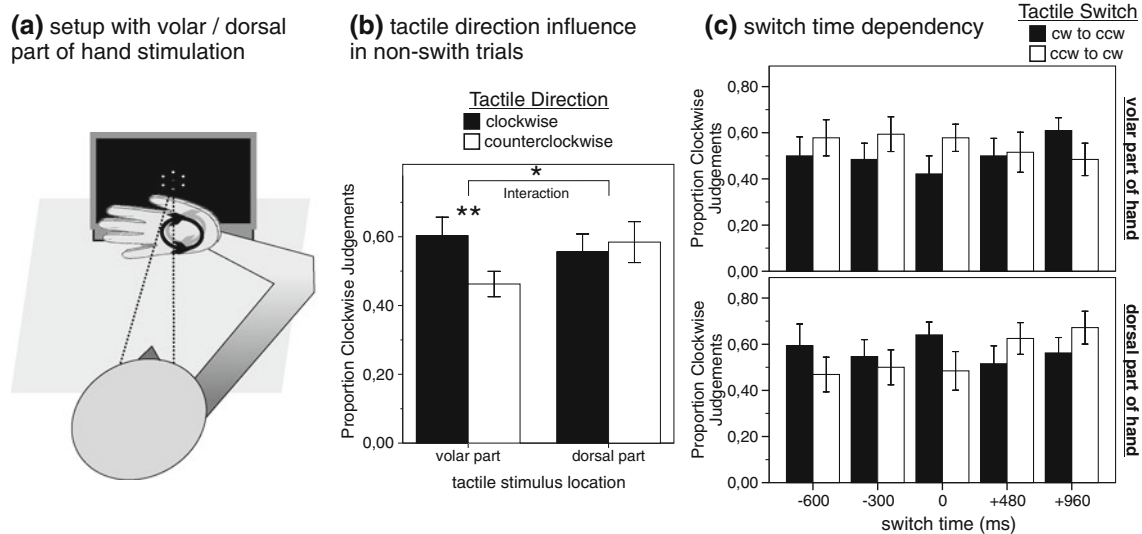 (a) setup with volar / dorsal
part of hand stimulation
(b) tactile direction influence
in non-swith trials
Tactile Direction
clockwise
counterclockwise
*
Interaction
**
Proportion Clockwise Judgements
0,60
0,40
0,20
0,00
volar part
dorsal part
tactile stimulus location
(c) switch time dependency
Tactile Switch
cw to ccw
ccw to cw
Proportion Clockwise
Judgements
0,80
0,60
0,40
0,20
0,00
volar part of hand
Proportion Clockwise
Judgements
0,80
0,60
0,40
0,20
0,00
dorsal part of hand
-600
-300
0
+480
+960
switch time (ms)